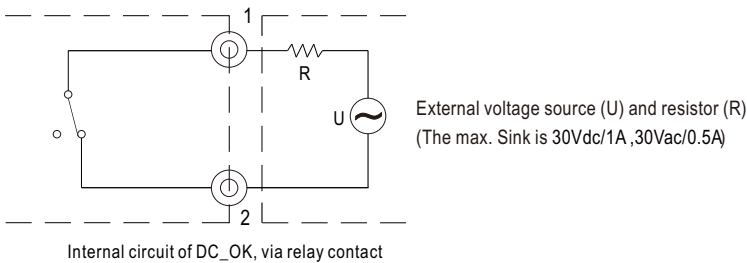 1
R
U
External voltage source (U) and resistor (R)
(The max. Sink is 30Vdc/1A ,30Vac/0.5A)
2
Internal circuit of DC_OK, via relay contact